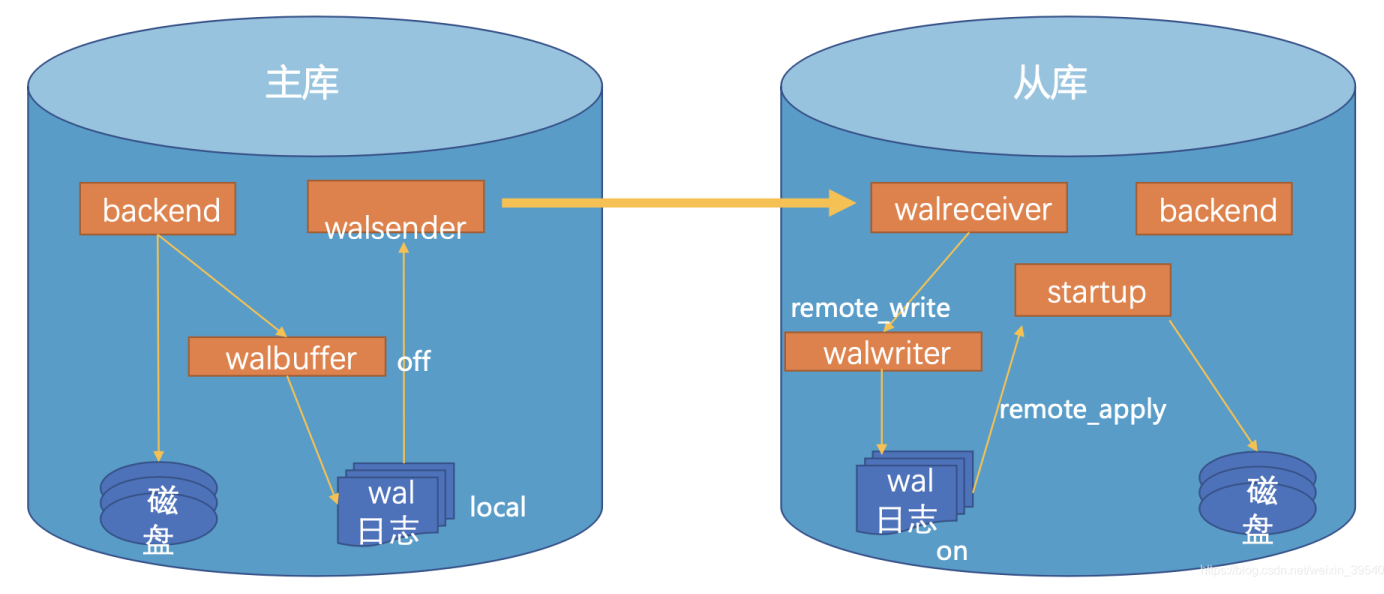 主库
从库
backend
walsender
walreceiver
backend
startup
remote_write
walbuffer
off
walwriter
remote_apply
磁
盘
wal
日志
local
wal
日志
on
磁
盘
https://blog.csdn.net/weixin_39540